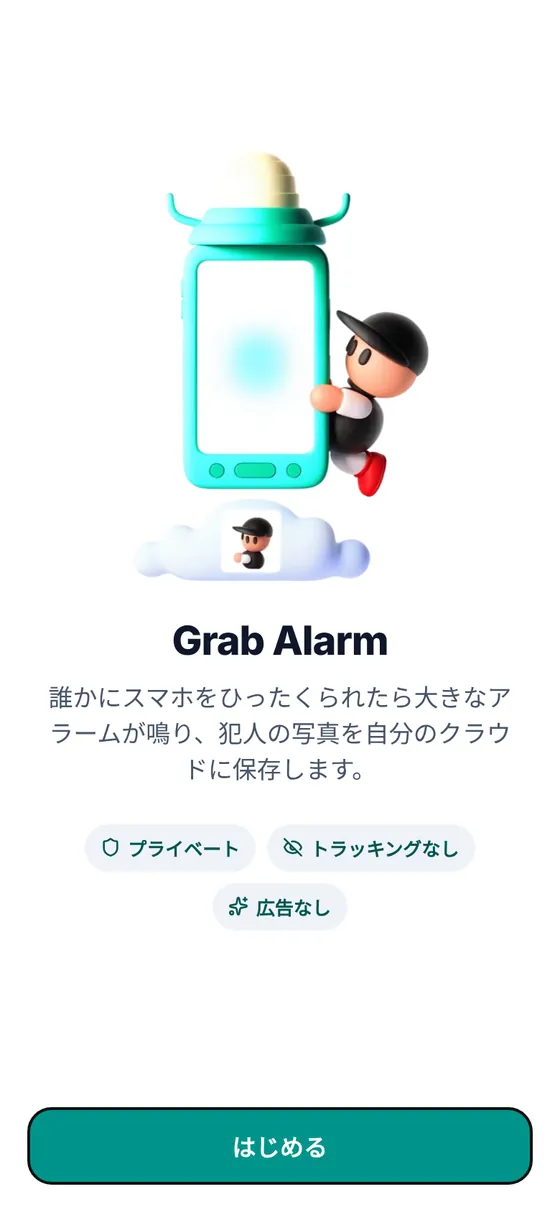 Grab Alarm
誰かにスマホをひったくられたら大きなア
ラームが鳴り、犯人の写真を自分のクラウ
ドに保存します。
プライベート
トラッキングなし
広告なし
はじめる